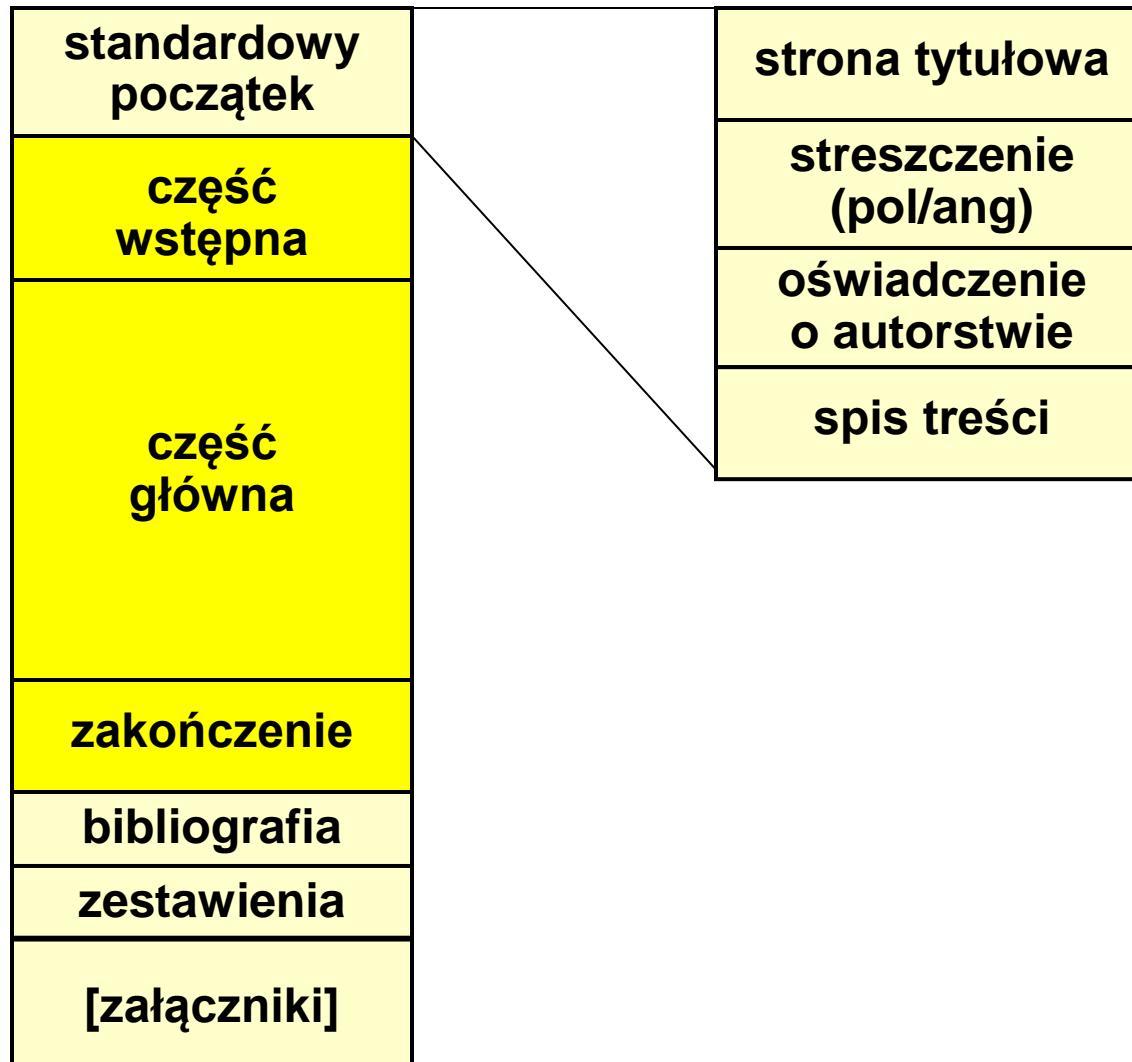 standardowy
początek
część
wstępna
część
główna
zakończenie
bibliografia
zestawienia
[załączniki]
strona tytułowa
streszczenie
(pol/ang)
oświadczenie
o autorstwie
spis treści